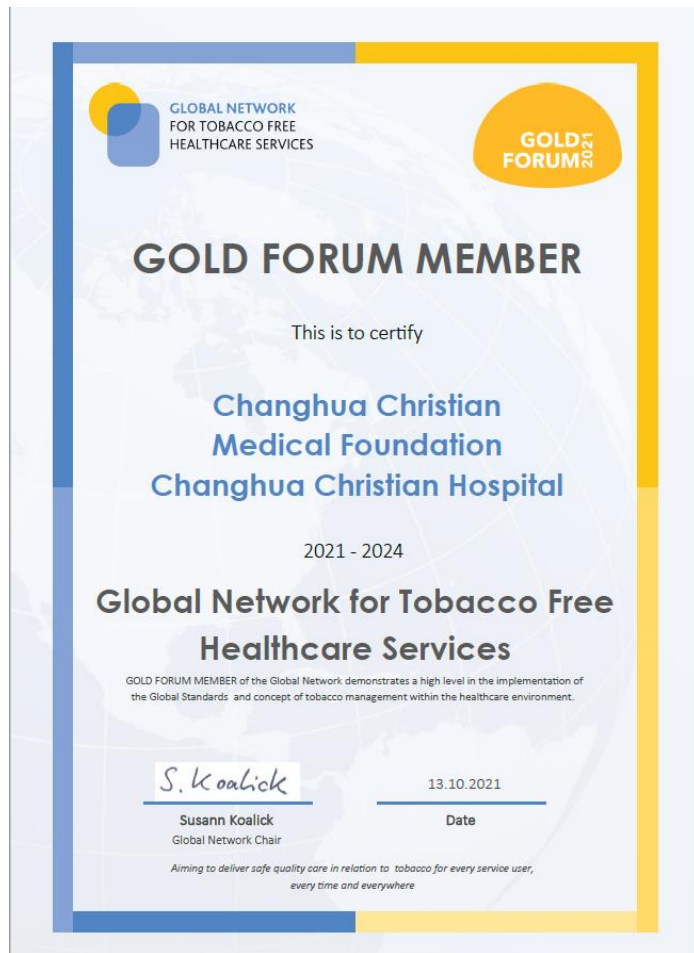 GLOBAL NETWORK
FOR TOBACCO FREE
HEALTHCARE SERVICES
GOLD
FORUM
2021
GOLD FORUM MEMBER
This is to certify
Changhua Christian
Medical Foundation
Changhua Christian Hospital
2021 - 2024
Global Network for Tobacco Free
Healthcare Services
GOLD FORUM MEMBER of the Global Network demonstrates a high level in the implementation of
the Global Standards and concept of tobacco management within the healthcare environment.
S. Koalick
13.10.2021
Susann Koalick
Date
Global Network Chair
Aiming to deliver safe quality care in relation to tobacco for every service user,
every time and everywhere